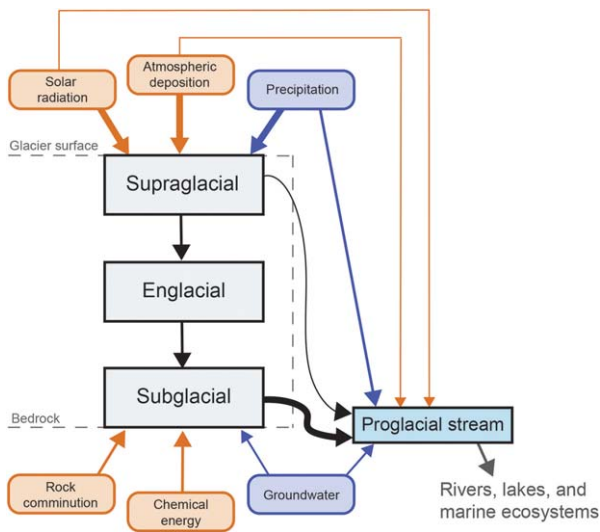 Solar
radiation
Atmospheric
deposition
Precipitation
Glacier surface
Supraglacial
Englacial
Subglacial
Bedrock
Proglacial stream
Rock
comminution
Chemical
energy
Groundwater
Rivers, lakes, and
marine ecosystems